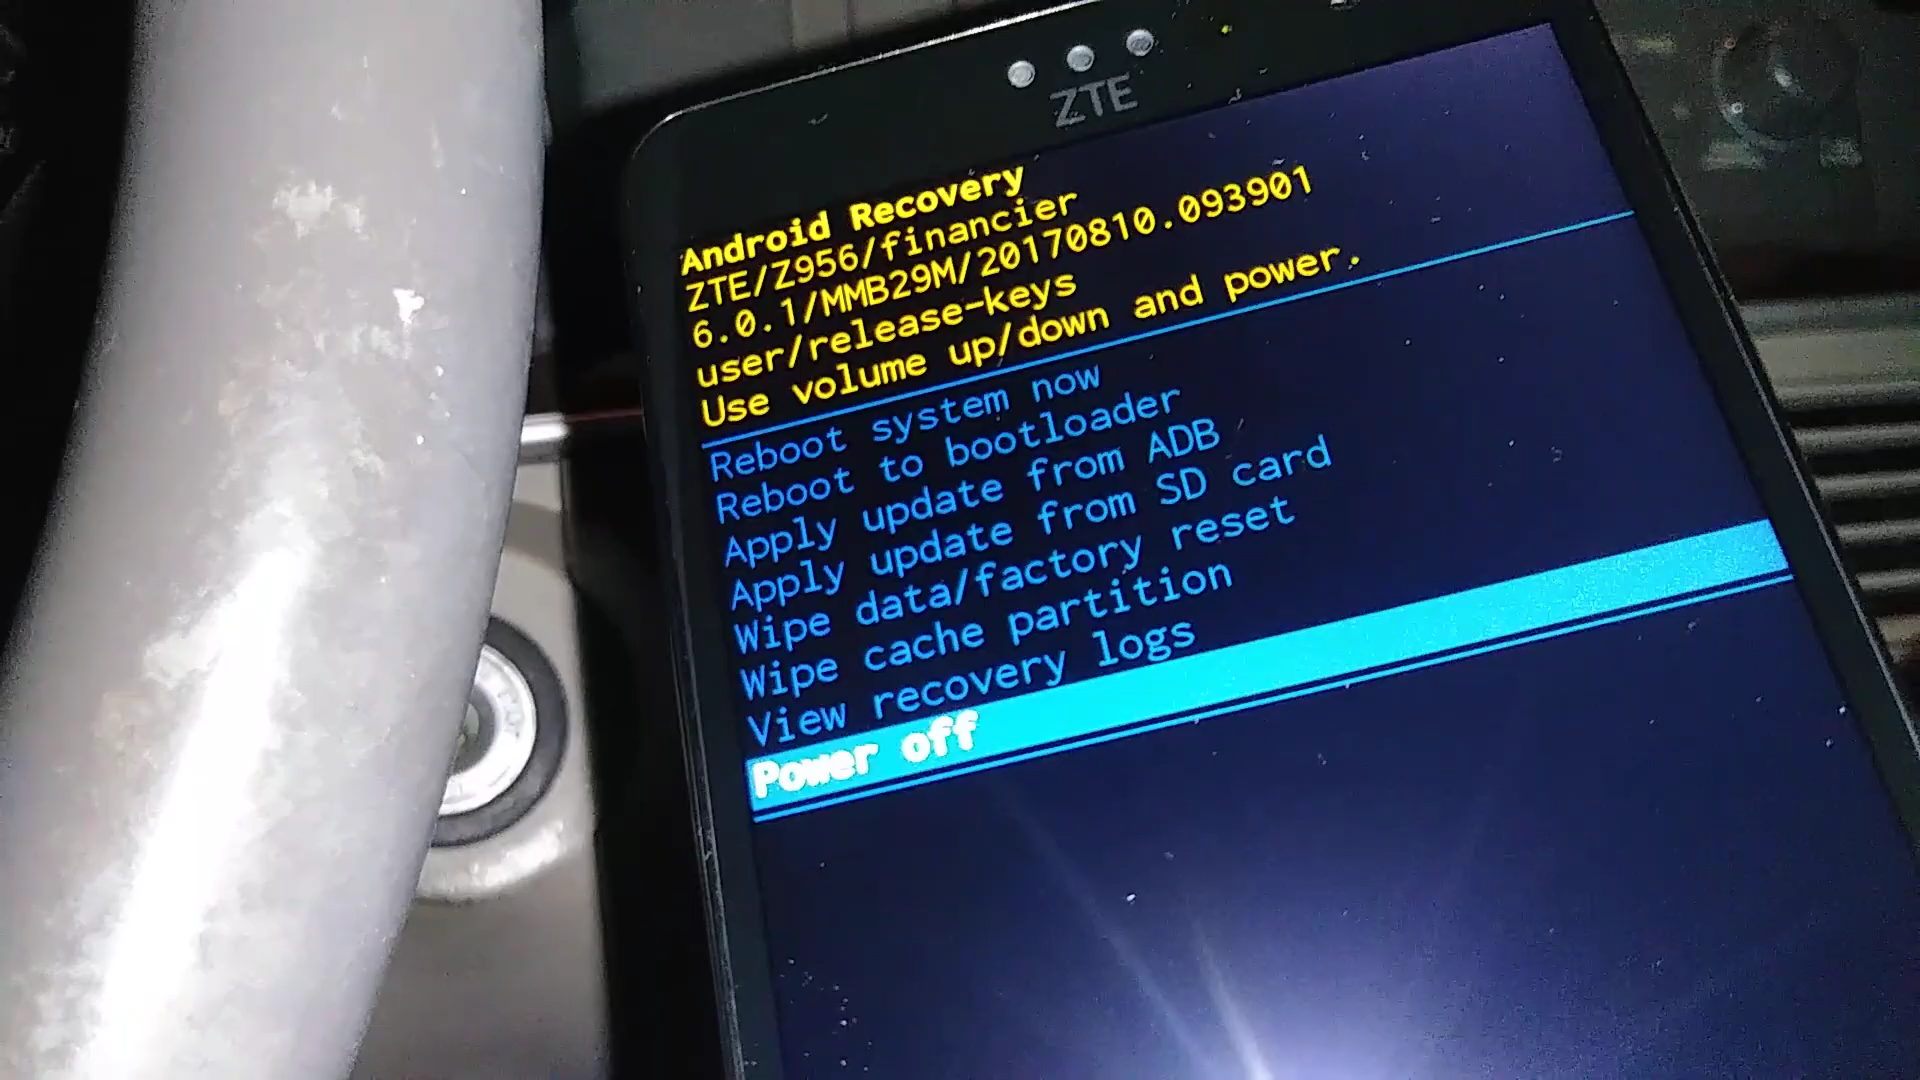 ZTE
Android Recovery
ZTE/Z956/financier
6.0.1/MMB29M/20170810.093901
user/release-keys
Use volume up/down and power.
Reboot system now
Reboot to bootloader
Apply update from ADB
Apply update from SD card
Wipe data/factory reset
Wipe cache partition
View recovery logs
Power off